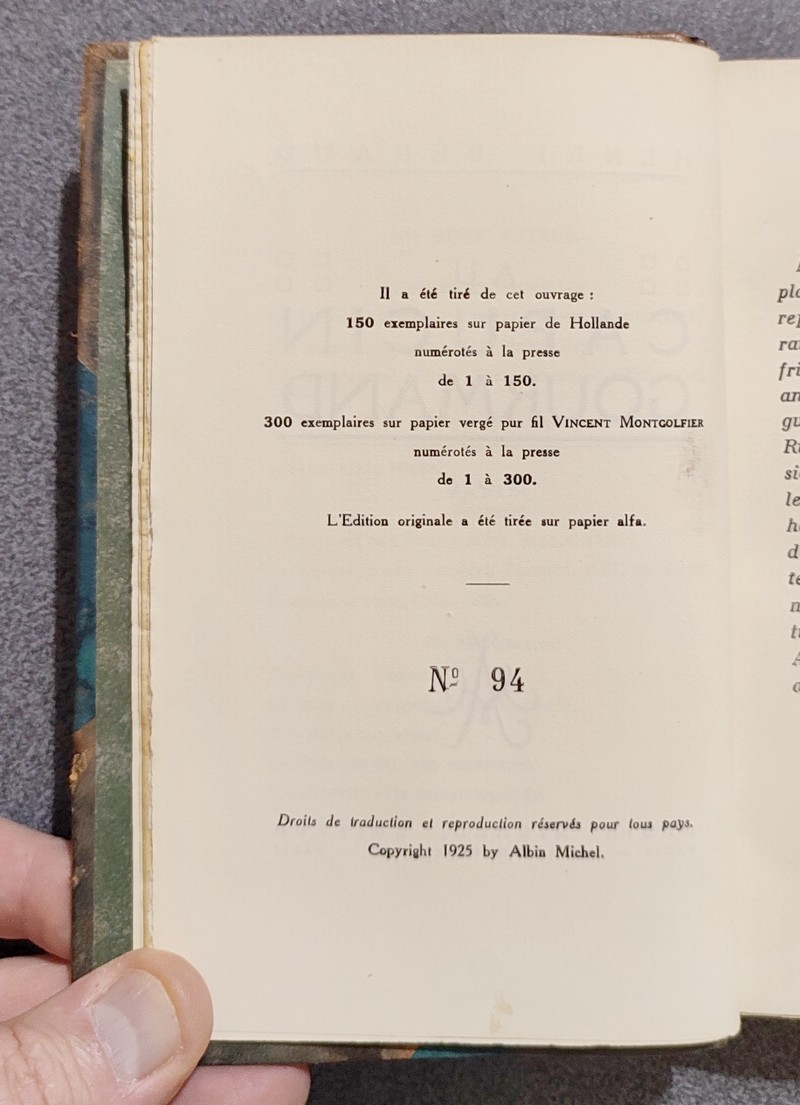 Il a été tiré de cet ouvrage :
150 exemplaires sur papier de Hollande
numérotés à la presse
de 1 à 150.
300 exemplaires sur papier vergé pur fil VINCENT MONTGOLFIER
numérotés à la presse
de 1 à 300.
L'Edition originale a été tirée sur papier alfa.
Nº 94
Droits de traduction et reproduction réservés pour tous pays.
Copyright 1925 by Albin Michel.